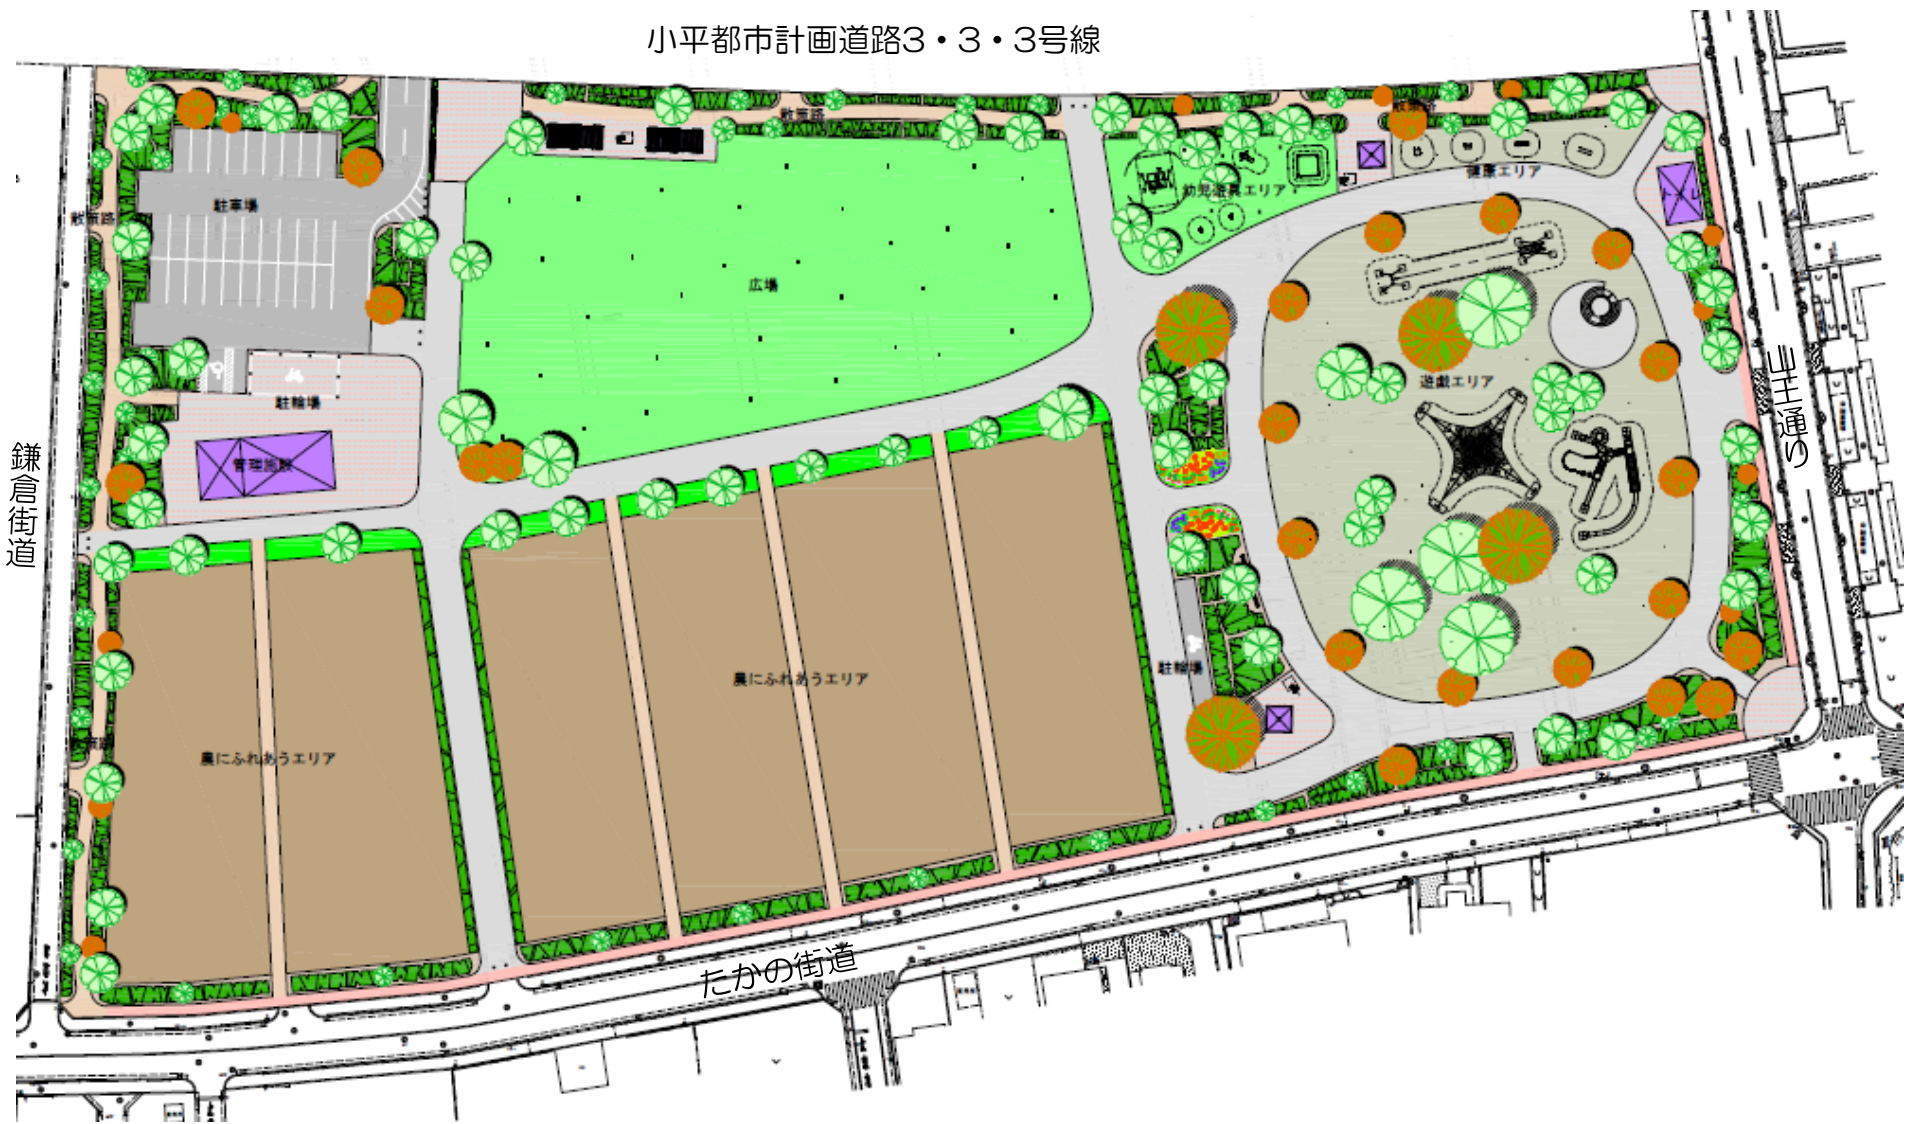 小平都市計画道路3・3・3号線
散策路
散策路
幼児遊具エリア
健康エリア
駐車場
散策路
広場
遊戯エリア
山王通り
駐輪場
管理施設
鎌倉街道
農にふれあうエリア
駐輪場
農にふれあうエリア
たかの街道